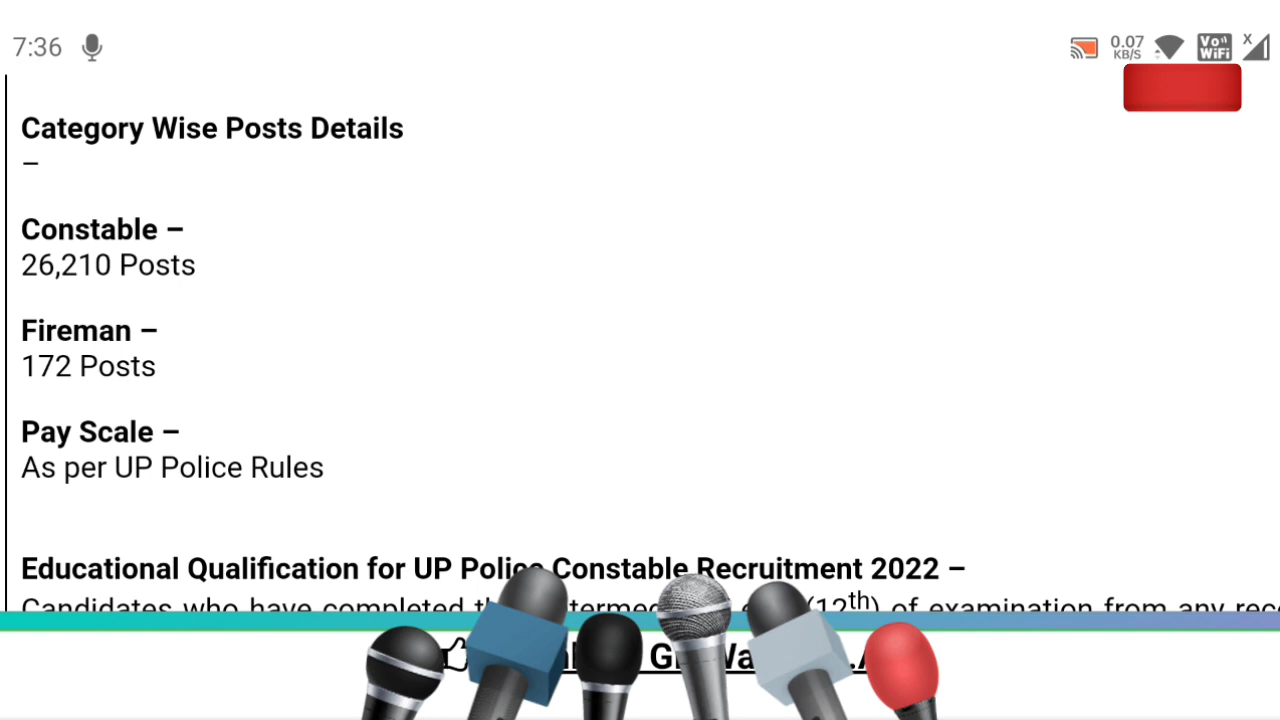 7:36
0.07
KB/S
Vo
WiFi
X
Category Wise Posts Details
–
Constable –
26,210 Posts
Fireman –
172 Posts
Pay Scale –
As per UP Police Rules
Educational Qualification for UP Police Constable Recruitment 2022 –
Candidates who have completed (12th) of examination from any